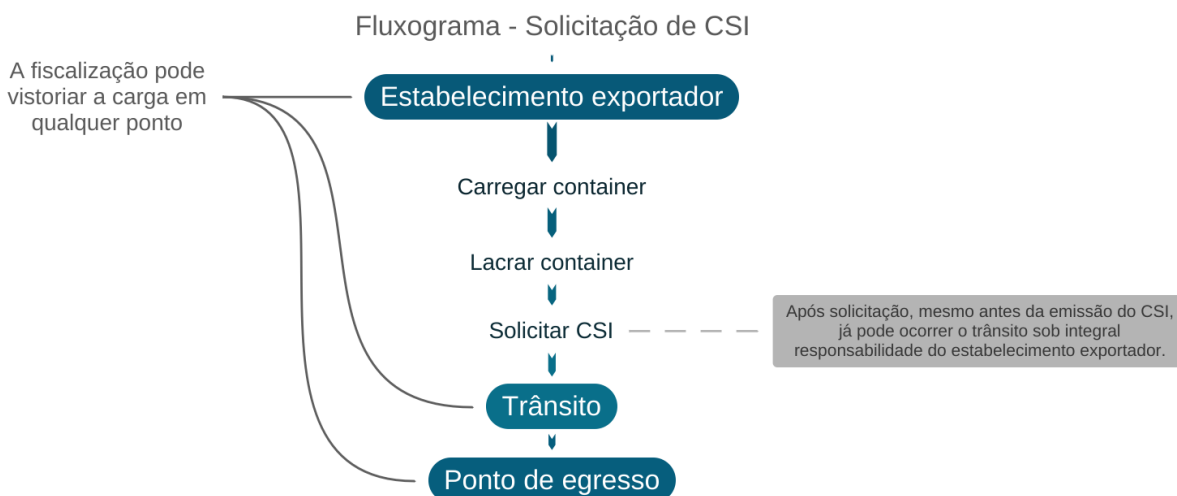 Fluxograma - Solicitação de CSI
A fiscalização pode
vistoriar a carga em
qualquer ponto
Estabelecimento exportador
Carregar container
Lacrar container
Solicitar CSI
Após solicitação, mesmo antes da emissão do CSI,
já pode ocorrer o trânsito sob integral
responsabilidade do estabelecimento exportador.
Trânsito
Ponto de egresso